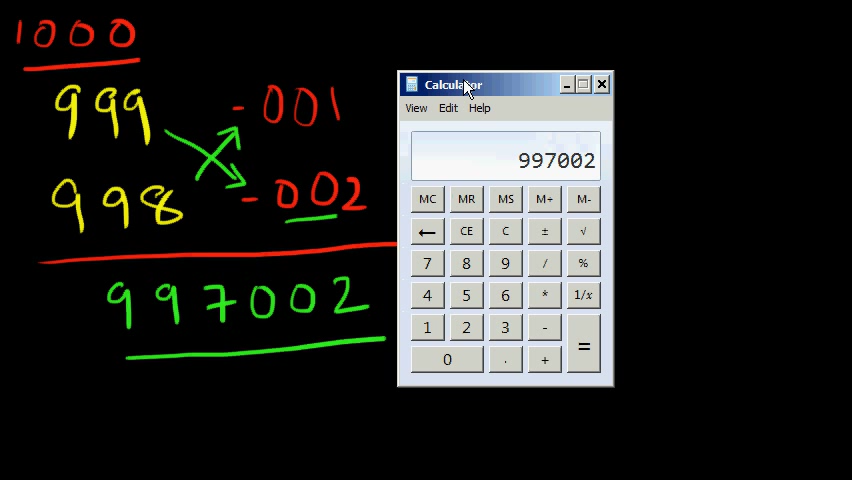 1000
999 -001
998 -002
997002
Calculator
View Edit Help
997002
MC MR MS M+ M-
← CE C ± √
7 8 9 / %
4 5 6 * 1/x
1 2 3 - =
0 . +